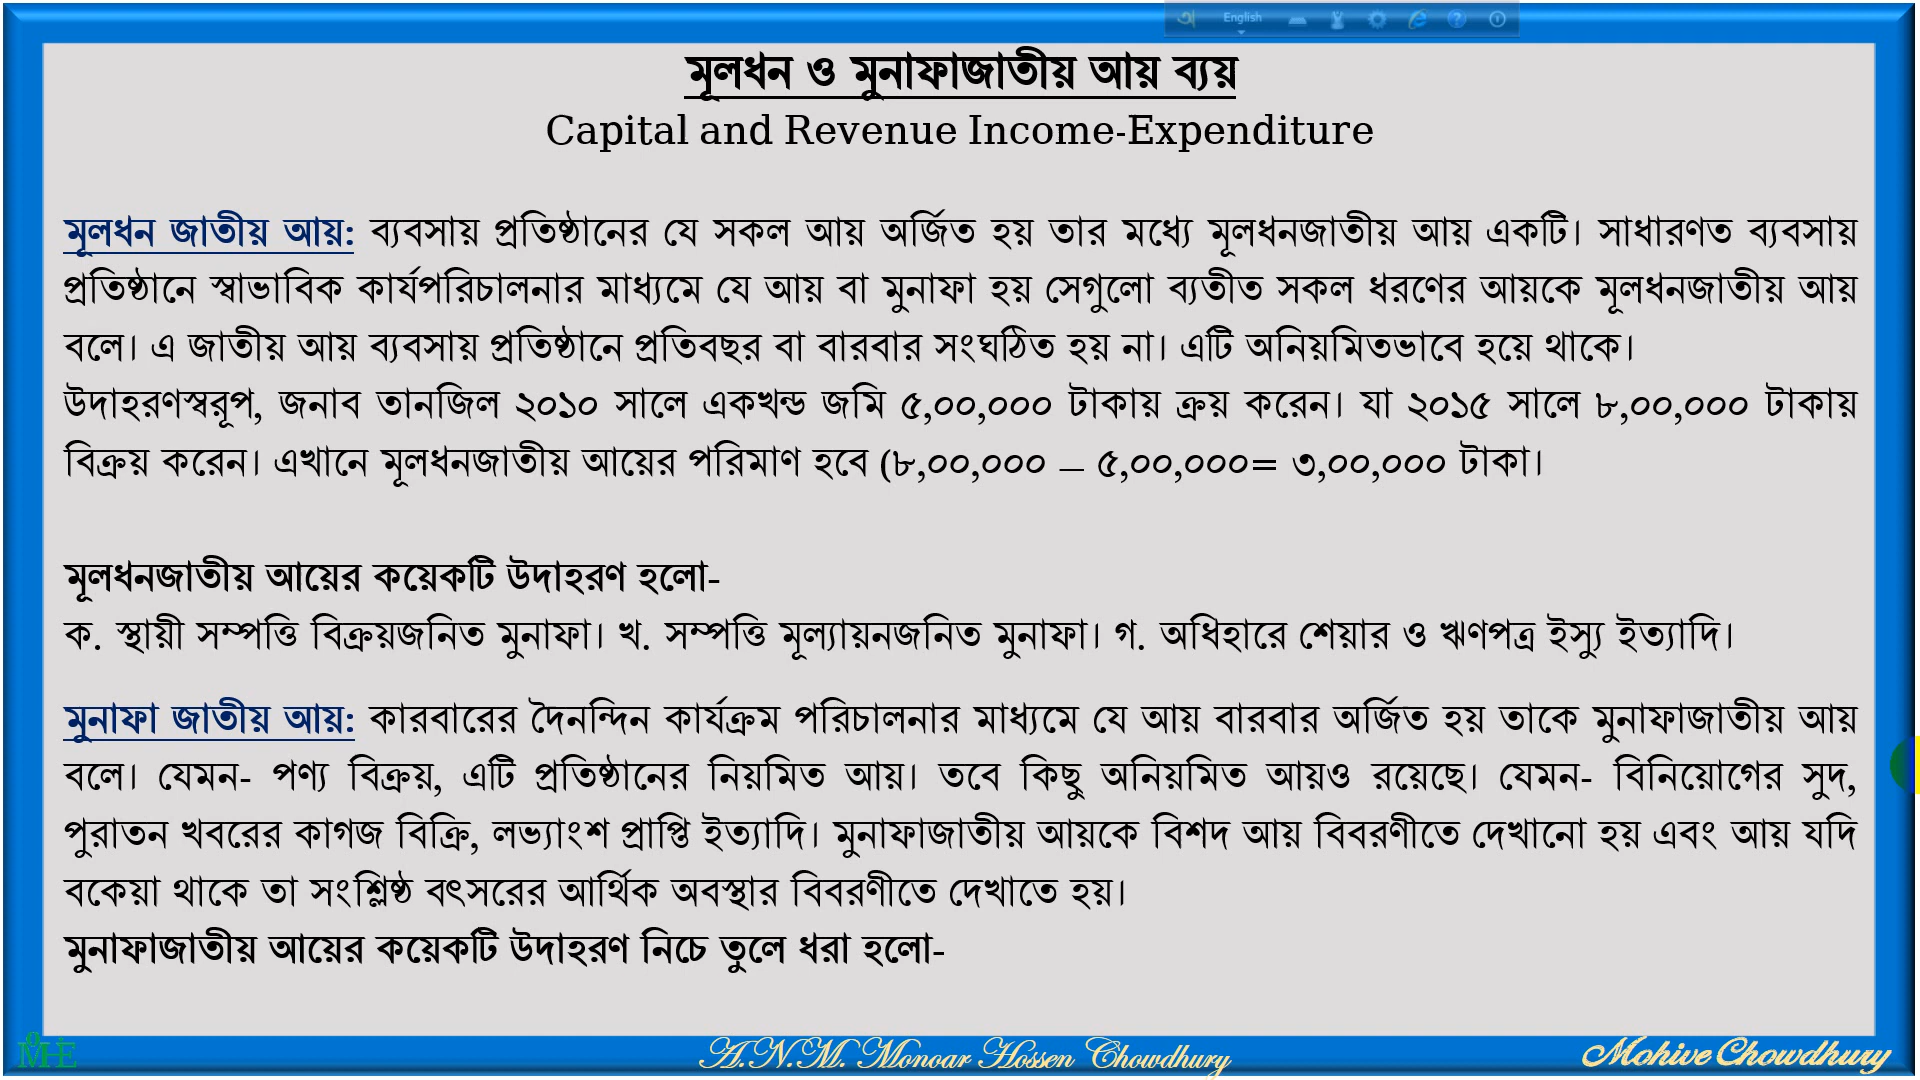 English
মূলধন ও মুনাফাজাতীয় আয় ব্যয়
Capital and Revenue Income-Expenditure
মূলধন জাতীয় আয়: ব্যবসায় প্রতিষ্ঠানের যে সকল আয় অর্জিত হয় তার মধ্যে মূলধনজাতীয় আয় একটি। সাধারণত ব্যবসায়
প্রতিষ্ঠানে স্বাভাবিক কার্যপরিচালনার মাধ্যমে যে আয় বা মুনাফা হয় সেগুলো ব্যতীত সকল ধরণের আয়কে মূলধনজাতীয় আয়
বলে। এ জাতীয় আয় ব্যবসায় প্রতিষ্ঠানে প্রতিবছর বা বারবার সংঘঠিত হয় না। এটি অনিয়মিতভাবে হয়ে থাকে।
উদাহরণস্বরূপ, জনাব তানজিল ২০১০ সালে একখন্ড জমি ৫,০০,০০০ টাকায় ক্রয় করেন। যা ২০১৫ সালে ৮,০০,০০০ টাকায়
বিক্রয় করেন। এখানে মূলধনজাতীয় আয়ের পরিমাণ হবে (৮,০০,০০০ – ৫,০০,০০০= ৩,০০,০০০ টাকা।
মূলধনজাতীয় আয়ের কয়েকটি উদাহরণ হলো-
ক. স্থায়ী সম্পত্তি বিক্রয়জনিত মুনাফা। খ. সম্পত্তি মূল্যায়নজনিত মুনাফা। গ. অধিহারে শেয়ার ও ঋণপত্র ইস্যু ইত্যাদি।
মুনাফা জাতীয় আয়: কারবারের দৈনন্দিন কার্যক্রম পরিচালনার মাধ্যমে যে আয় বারবার অর্জিত হয় তাকে মুনাফাজাতীয় আয়
বলে। যেমন- পণ্য বিক্রয়, এটি প্রতিষ্ঠানের নিয়মিত আয়। তবে কিছু অনিয়মিত আয়ও রয়েছে। যেমন- বিনিয়োগের সুদ,
পুরাতন খবরের কাগজ বিক্রি, লভ্যাংশ প্রাপ্তি ইত্যাদি। মুনাফাজাতীয় আয়কে বিশদ আয় বিবরণীতে দেখানো হয় এবং আয় যদি
বকেয়া থাকে তা সংশ্লিষ্ঠ বৎসরের আর্থিক অবস্থার বিবরণীতে দেখাতে হয়।
মুনাফাজাতীয় আয়ের কয়েকটি উদাহরণ নিচে তুলে ধরা হলো-
A.N.M. Monoar Hossen Chowdhury
Mohive Chowdhury